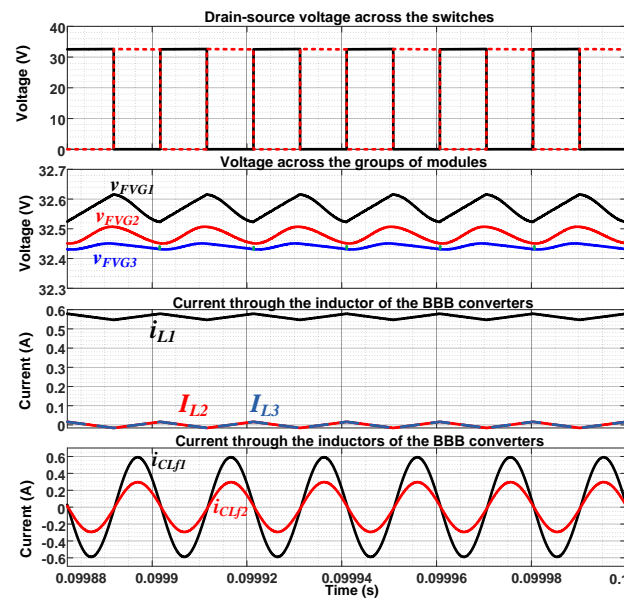 Drain-source voltage across the switches
Voltage (V)
40
30
20
10
0
Voltage across the groups of modules
Voltage (V)
32.7
32.6
32.5
32.4
32.3
vFVG1
vFVG2
vFVG3
Current through the inductor of the BBB converters
Current (A)
0.6
0.5
0.4
0.3
0.2
0.1
0
iL1
IL2 IL3
Current through the inductors of the BBB converters
Current (A)
0.6
0.4
0.2
0.0
-0.2
-0.4
-0.6
iCLf1
iCLf2
0.09988 0.0999 0.09992 0.09994 0.09996 0.09998 0.1
Time (s)